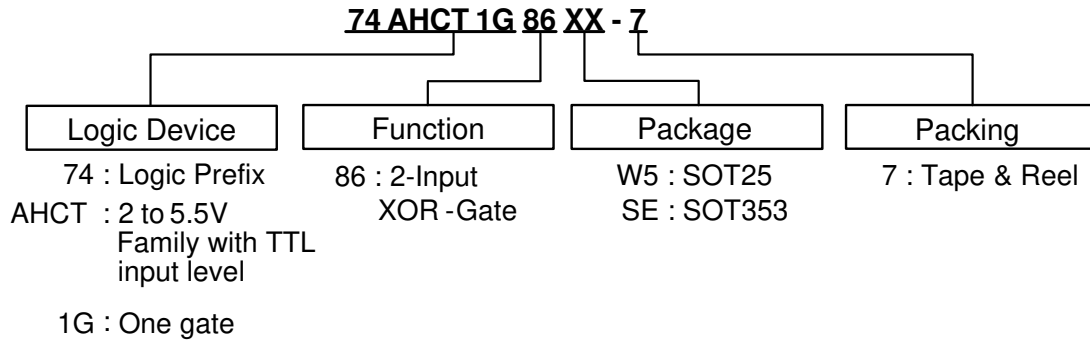 74 AHCT 1G 86 XX - 7
Logic Device
Function
Package
Packing
74 : Logic Prefix
AHCT : 2 to 5.5V
Family with TTL
input level
1G : One gate
86 : 2-Input
XOR -Gate
W5 : SOT25
SE : SOT353
7 : Tape & Reel